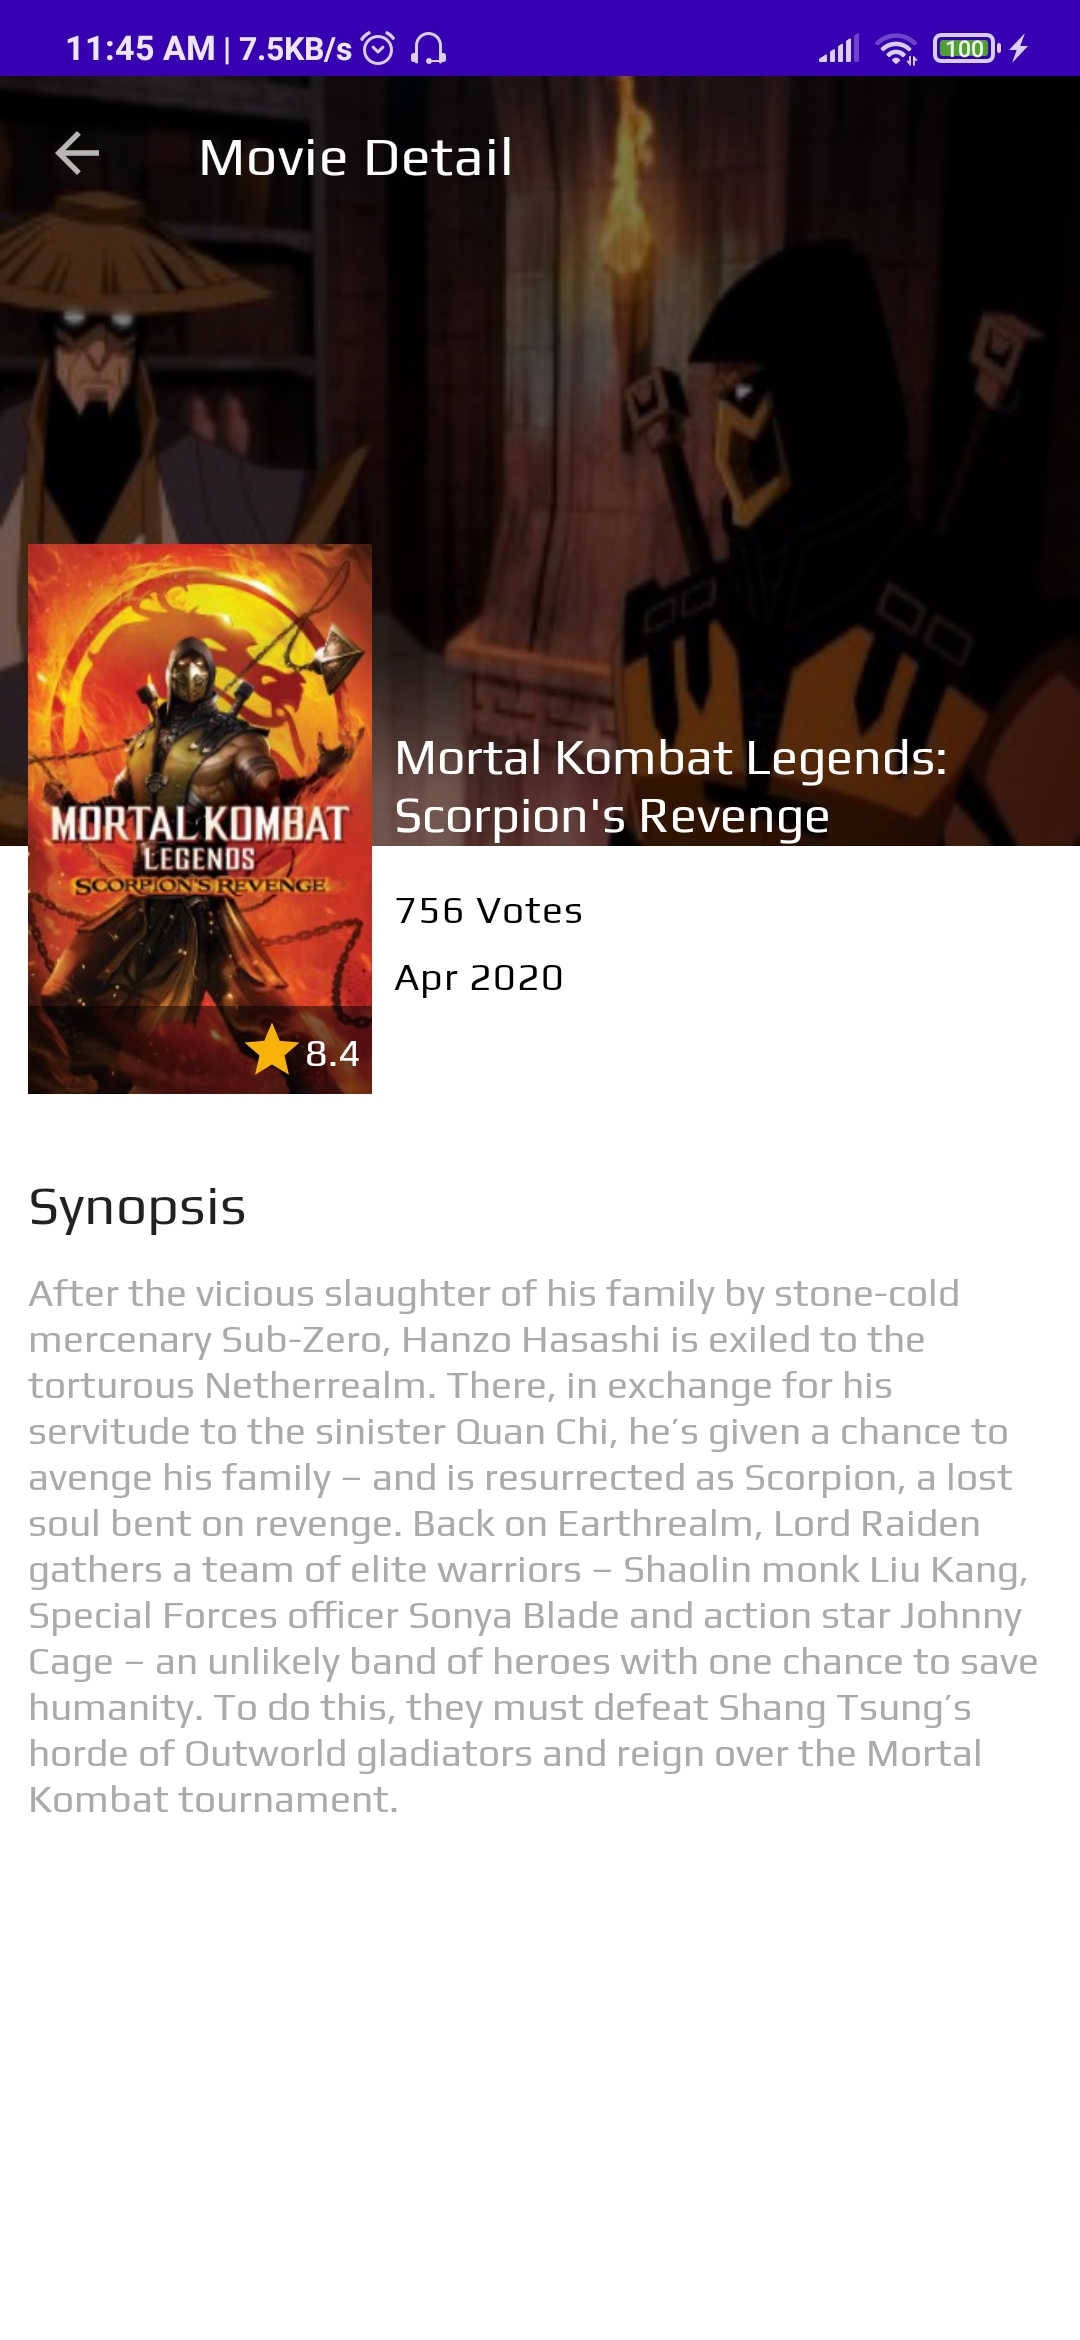 11:45 AM | 7.5KB/s
100
Movie Detail
MORTAL KOMBAT
LEGENDS
SCORPION'S REVENGE
8.4
Mortal Kombat Legends:
Scorpion's Revenge
756 Votes
Apr 2020
Synopsis
After the vicious slaughter of his family by stone-cold
mercenary Sub-Zero, Hanzo Hasashi is exiled to the
torturous Netherrealm. There, in exchange for his
servitude to the sinister Quan Chi, he’s given a chance to
avenge his family – and is resurrected as Scorpion, a lost
soul bent on revenge. Back on Earthrealm, Lord Raiden
gathers a team of elite warriors – Shaolin monk Liu Kang,
Special Forces officer Sonya Blade and action star Johnny
Cage – an unlikely band of heroes with one chance to save
humanity. To do this, they must defeat Shang Tsung’s
horde of Outworld gladiators and reign over the Mortal
Kombat tournament.